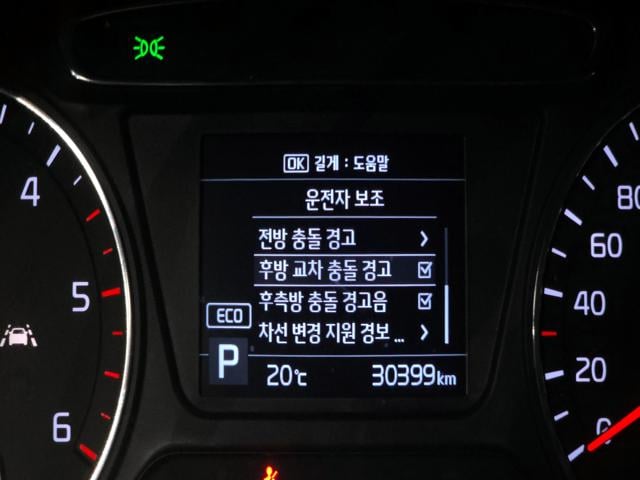 OK 길게 : 도움말
운전자 보조
전방 충돌 경고
후방 교차 충돌 경고
후측방 충돌 경고음
차선 변경 지원 경보 ...
ECO
P
20℃ 30399km
4
5
6
80
60
40
20
0